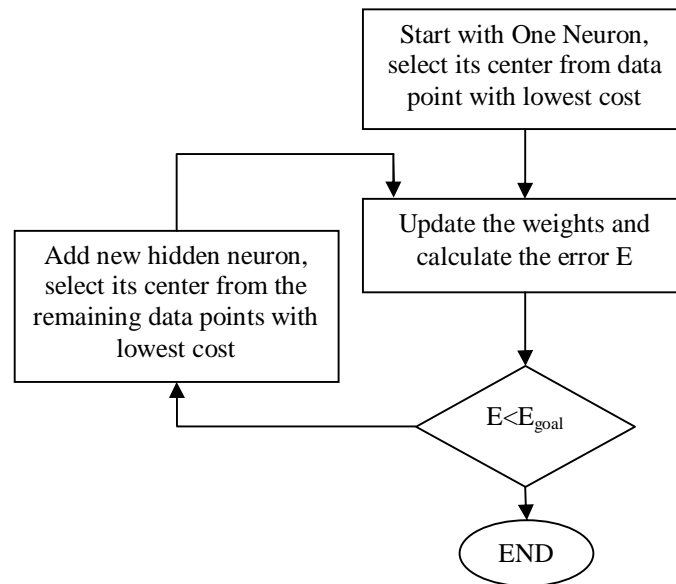 Start with One Neuron,
select its center from data
point with lowest cost
Update the weights and
calculate the error E
Add new hidden neuron,
select its center from the
remaining data points with
lowest cost
E<E_goal
END